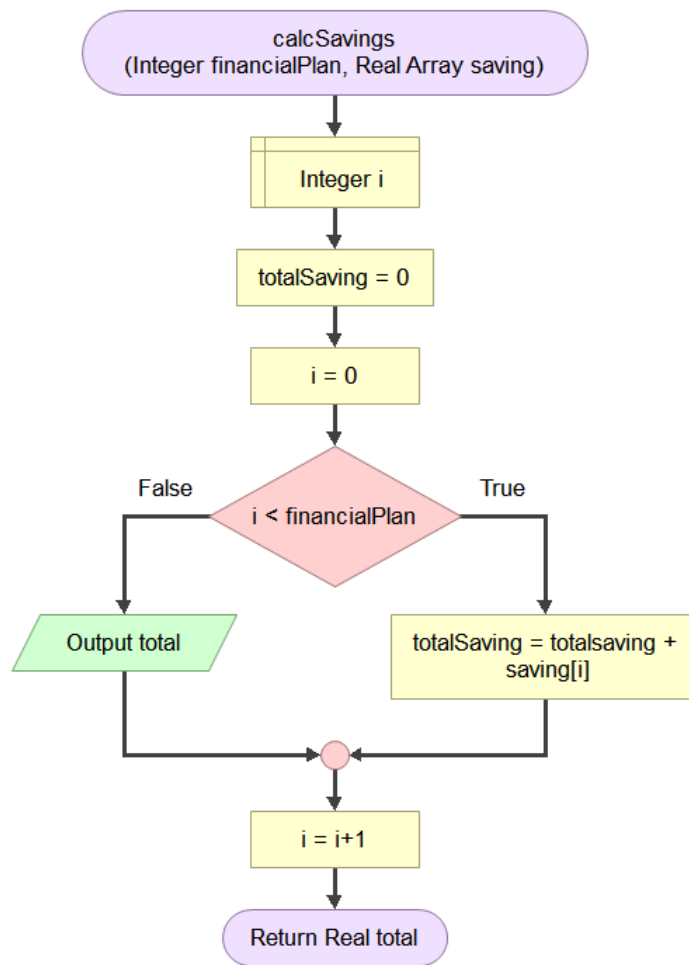 calcSavings
(Integer financialPlan, Real Array saving)
Integer i
totalSaving = 0
i = 0
False
True
i < financialPlan
Output total
totalSaving = totalsaving +
saving[i]
i = i+1
Return Real total